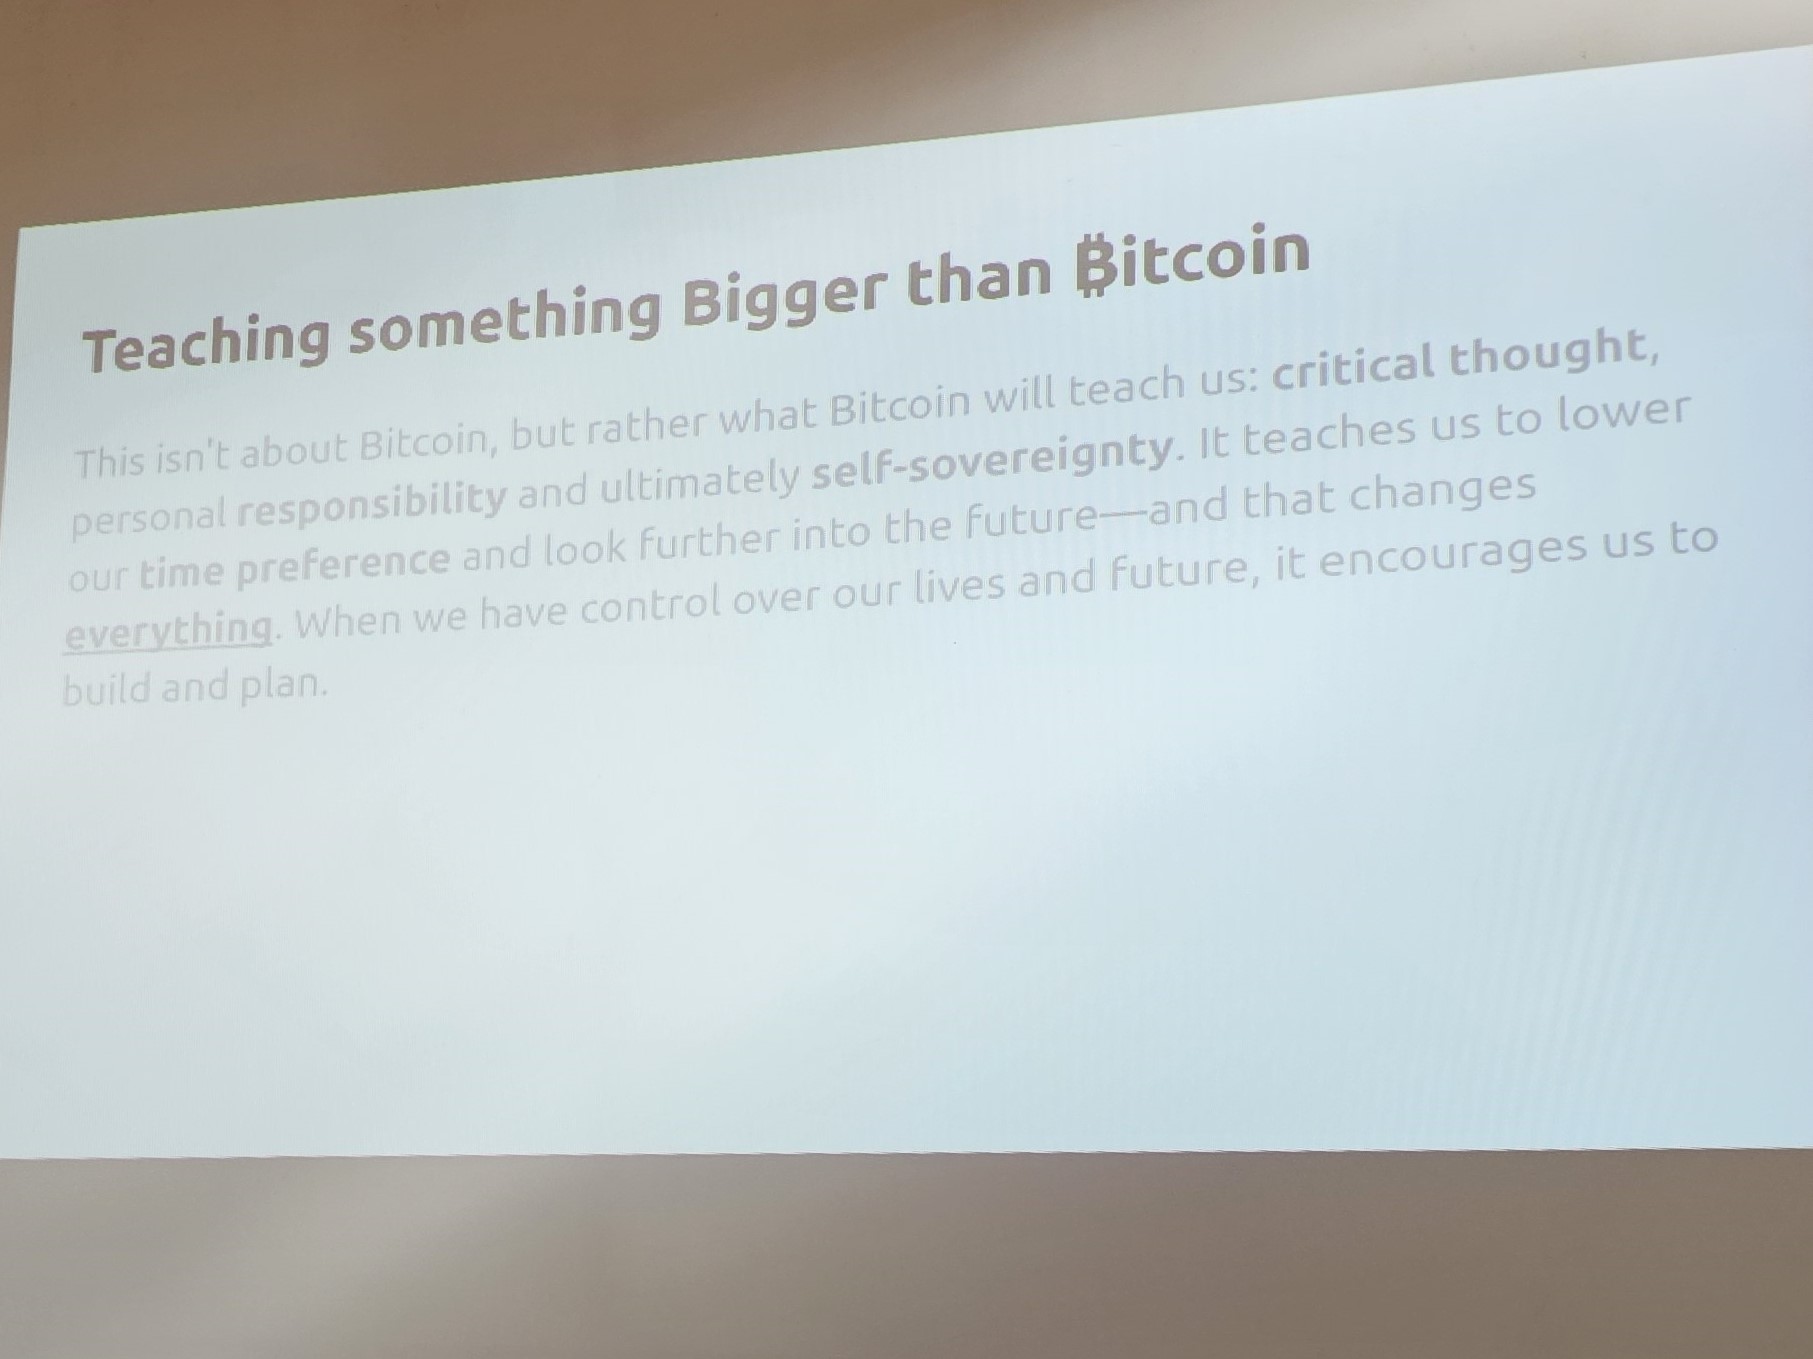 Teaching something Bigger than ₿itcoin
This isn't about Bitcoin, but rather what Bitcoin will teach us: critical thought,
personal responsibility and ultimately self-sovereignty. It teaches us to lower
our time preference and look further into the future—and that changes
everything. When we have control over our lives and future, it encourages us to
build and plan.